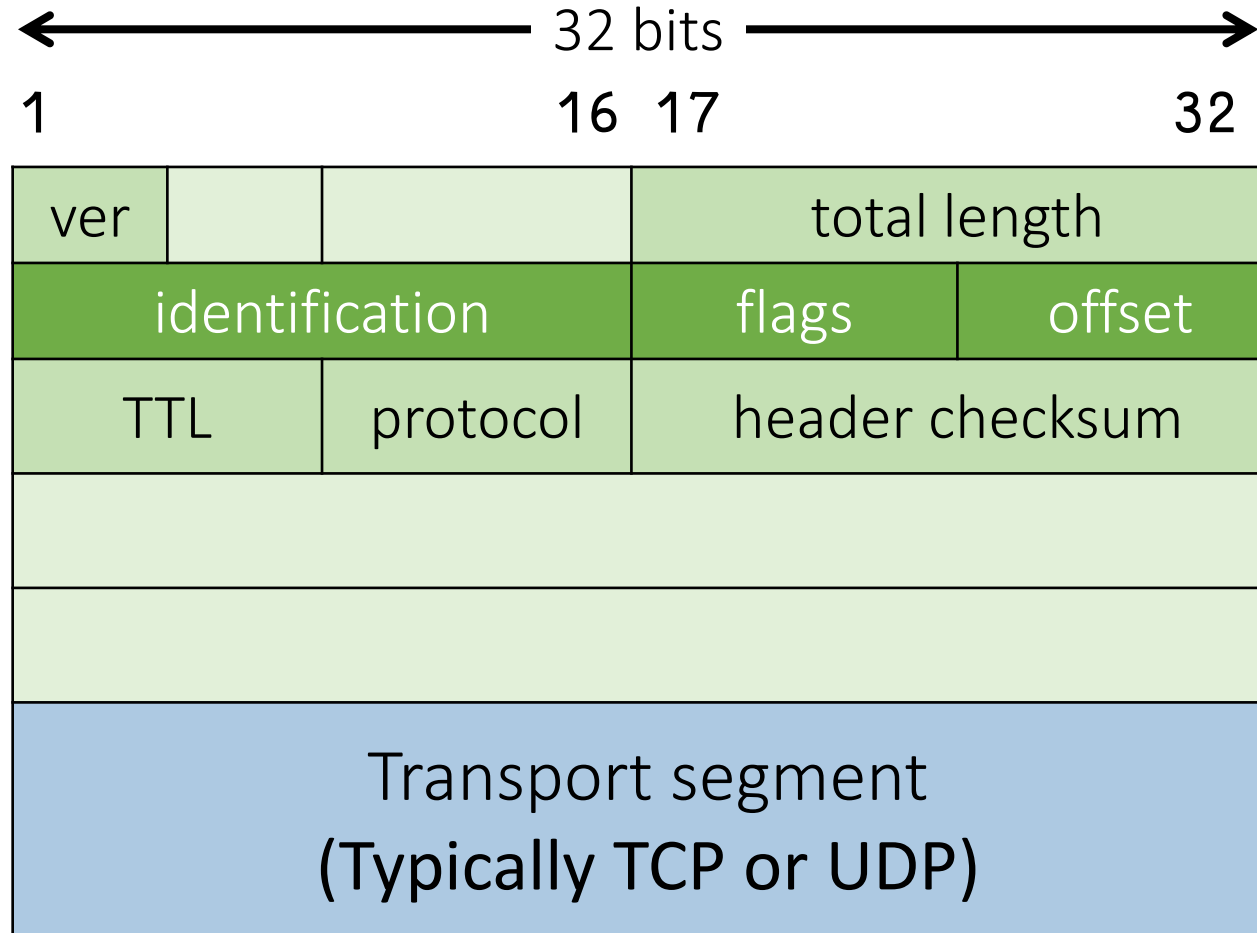 32 bits
1 16 17 32
ver total length
identification flags offset
TTL protocol header checksum
Transport segment
(Typically TCP or UDP)